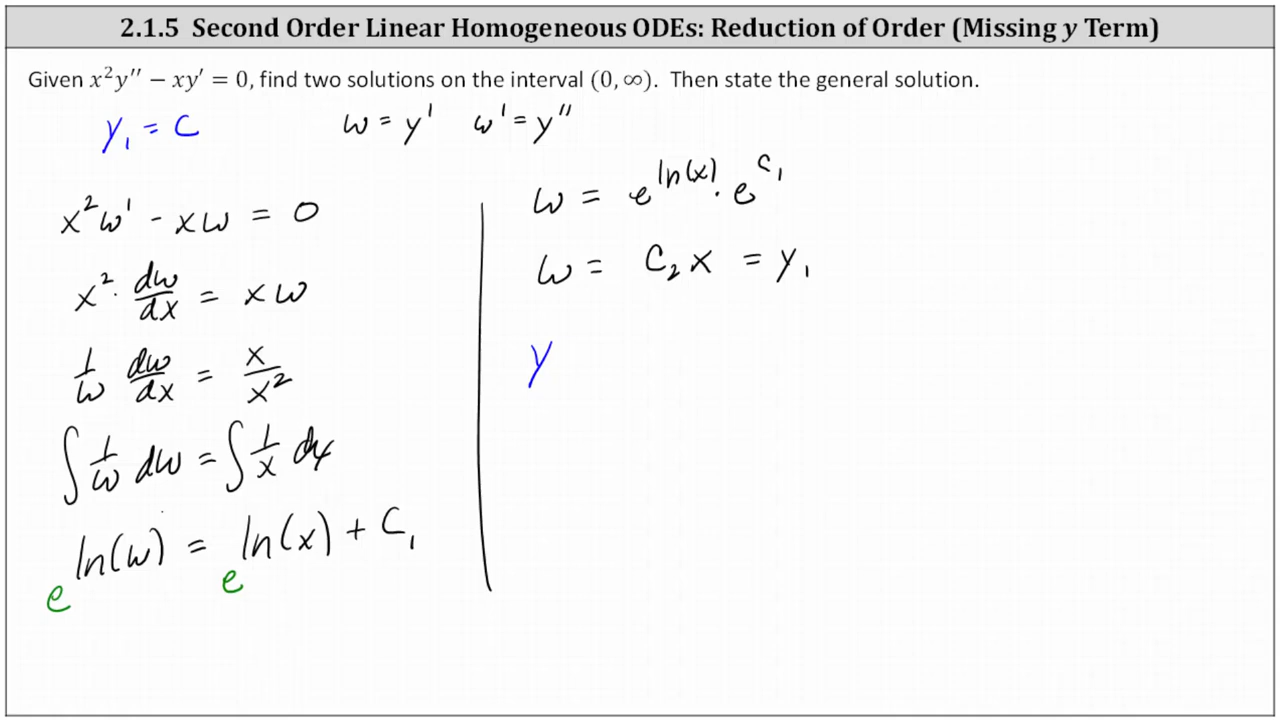 2.1.5 Second Order Linear Homogeneous ODEs: Reduction of Order (Missing y Term)
Given x²y″ − xy′ = 0, find two solutions on the interval (0, ∞). Then state the general solution.
y₁ = C
w = y' w' = y''
x²w' - xw = 0
x² · dw/dx = xw
1/w dw/dx = x/x²
∫ 1/w dw = ∫ 1/x dx
e^ln(w) = e^ln(x) + C₁
w = e^ln(x) · e^C₁
w = C₂x = y₁
y